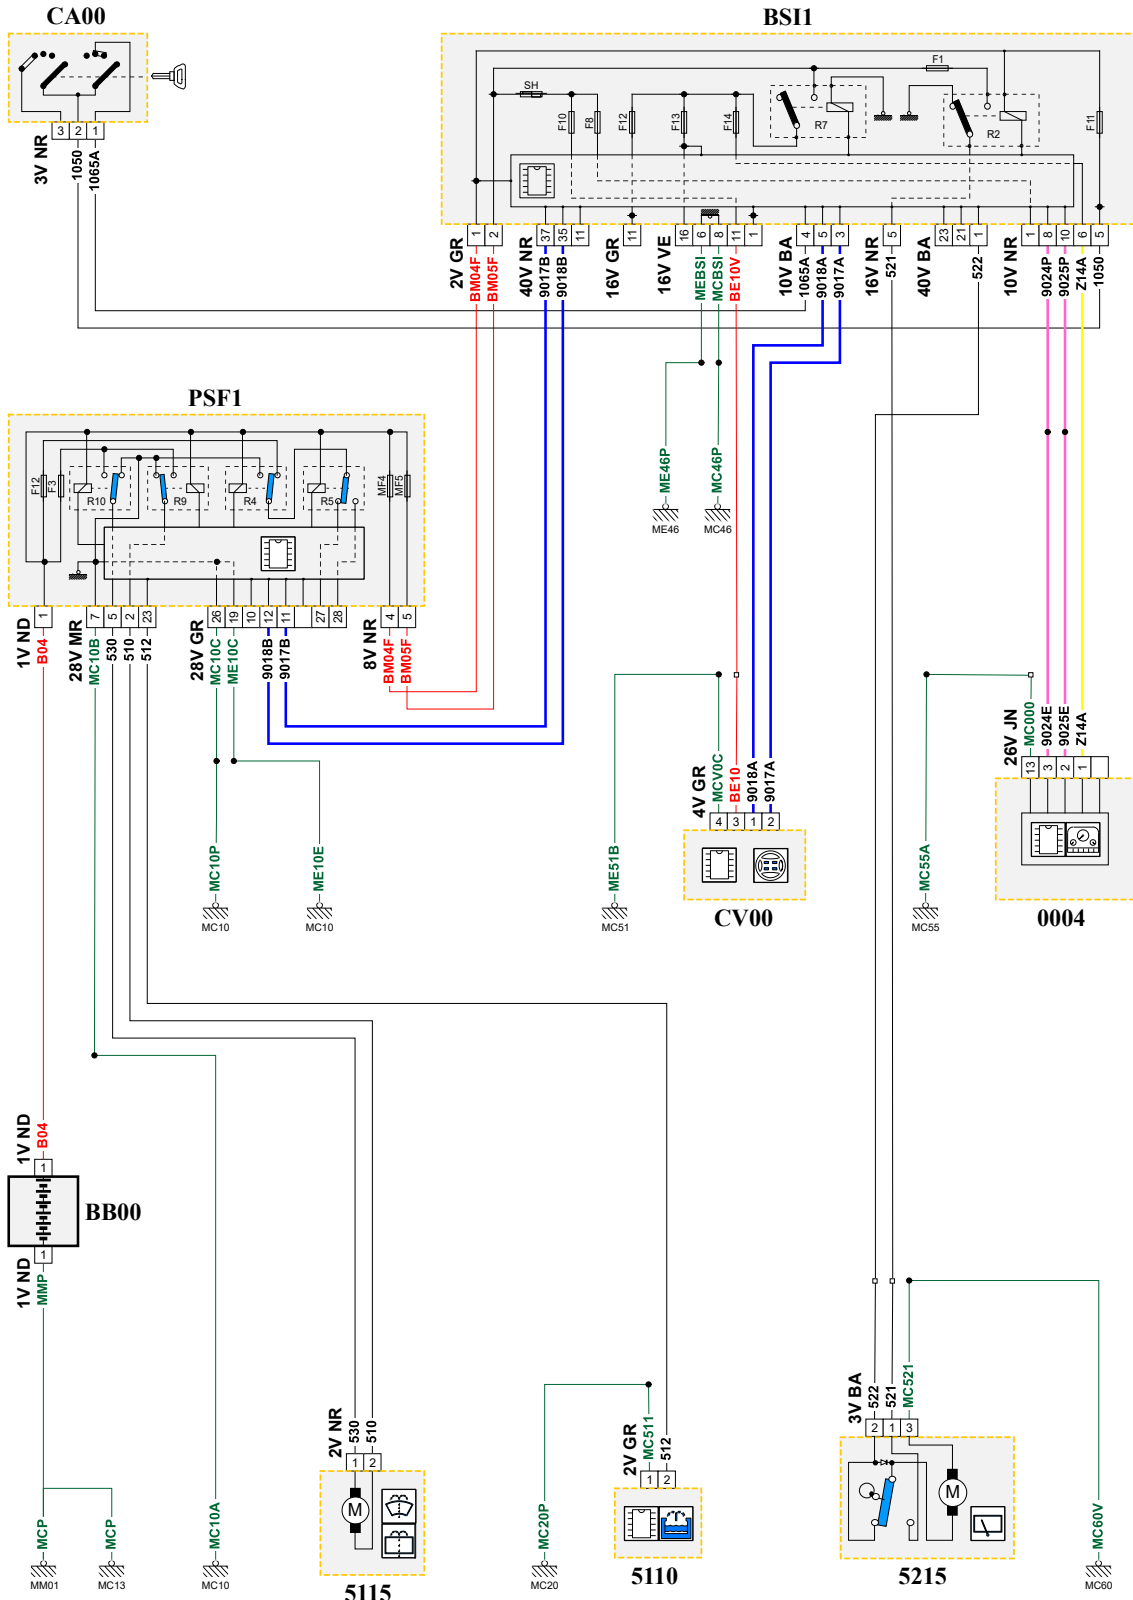 CA00
BSI1
F1
SH
F10
F8
F12
F13
F14
R7
R2
F11
3 2 1
3V NR
1050
1065A
1 2 37 35 11 11 16 6 8 11 1 4 5 3 5 23 21 1 1 8 10 6 5
2V GR
BM04F
BM05F
40V NR
9017B
9018B
16V GR
16V VE
MEBSI
MCBSI
BE10V
10V BA
1065A
9018A
9017A
16V NR
521
40V BA
522
10V NR
9024P
9025P
Z14A
1050
PSF1
F12
F3
R10
R9
R4
R5
MF4
MF5
ME46P
MC46P
ME46
MC46
1 7 5 2 23 26 19 10 12 11 27 28 4 5
1V ND
B04
28V MR
MC10B
530
510
512
28V GR
MC10C
ME10C
9018B
9017B
8V NR
BM04F
BM05F
4V GR
MCV0C
BE10
9018A
9017A
26V JN
MC000
9024E
9025E
Z14A
13 3 2 1
4 3 1 2
MC10P
ME10E
ME51B
MC55A
MC10
MC10
MC51
CV00
MC55
0004
1V ND
B04
1
BB00
1
1V ND
MMP
3V BA
522
521
MC521
2 1 3
2V NR
530
510
1 2
2V GR
MC511
512
1 2
M
M
MCP
MCP
MC10A
MC20P
MC60V
MM01
MC13
MC10
5115
MC20
5110
5215
MC60